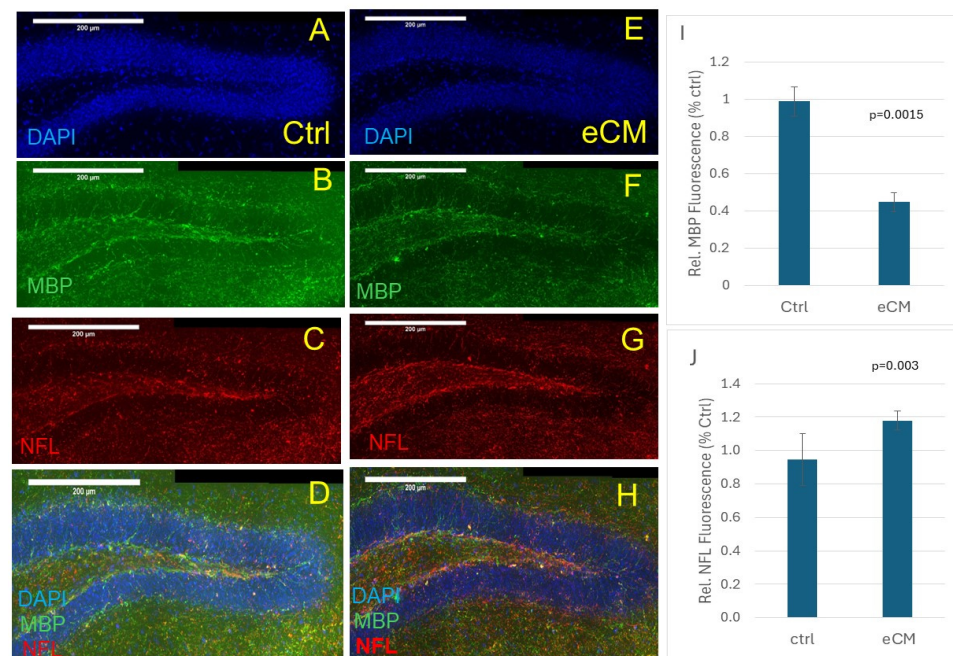 200 µm
A
DAPI
Ctrl
200 µm
B
MBP
200 µm
C
NFL
200 µm
D
DAPI
MBP
NFL
200 µm
E
DAPI
eCM
200 µm
F
MBP
200 µm
G
NFL
200 µm
H
DAPI
MBP
NFL
I
Rel. MBP Fluorescence (% ctrl)
1.2
1
0.8
0.6
0.4
0.2
0
p=0.0015
Ctrl
eCM
J
Rel. NFL Fluorescence (% Ctrl)
1.4
1.2
1.0
0.8
0.6
0.4
0.2
0.0
p=0.003
ctrl
eCM